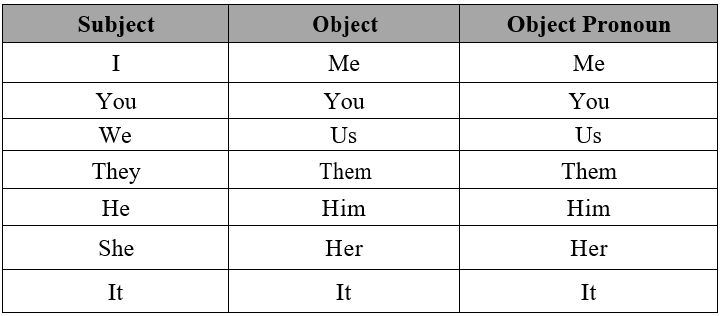 Subject Object Object Pronoun
I Me Me
You You You
We Us Us
They Them Them
He Him Him
She Her Her
It It It